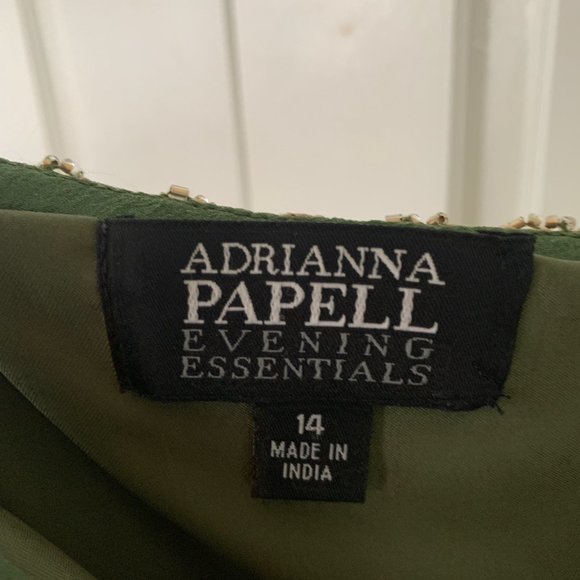 ADRIANNA
PAPELL
EVENING
ESSENTIALS
14
MADE IN
INDIA